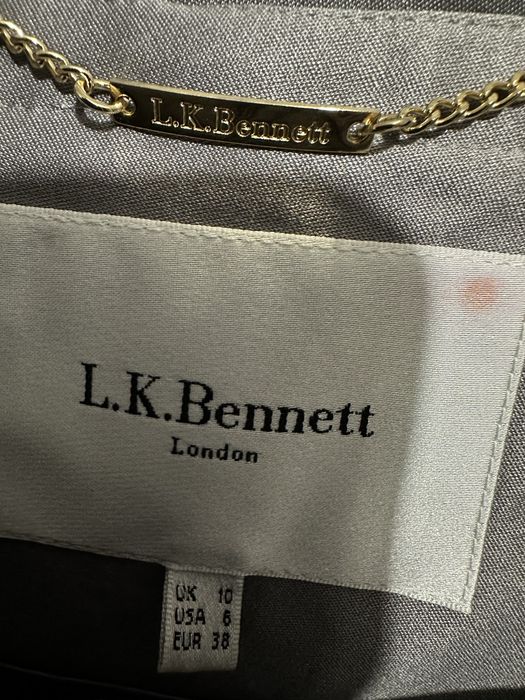 L.K.Bennett
L.K.Bennett
London
UK 10
USA 6
EUR 38